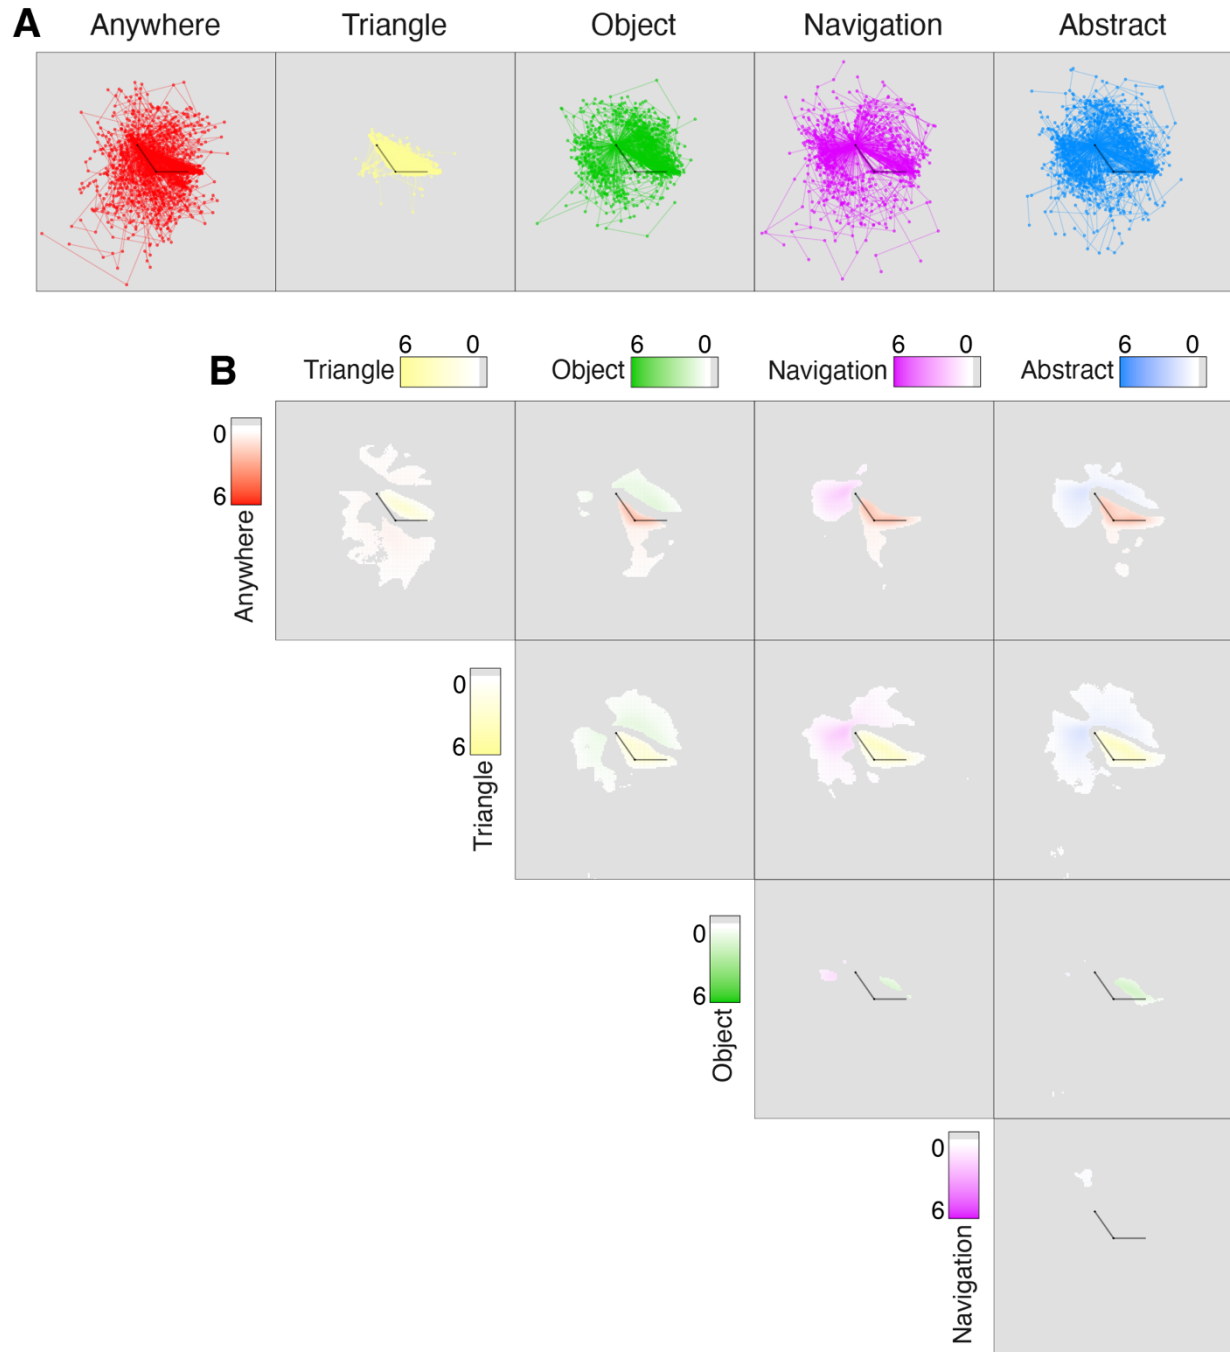 A
Anywhere Triangle Object Navigation Abstract
B
Triangle 6 0 Object 6 0 Navigation 6 0 Abstract 6 0
0
6
Anywhere
0
6
Triangle
0
6
Object
0
6
Navigation